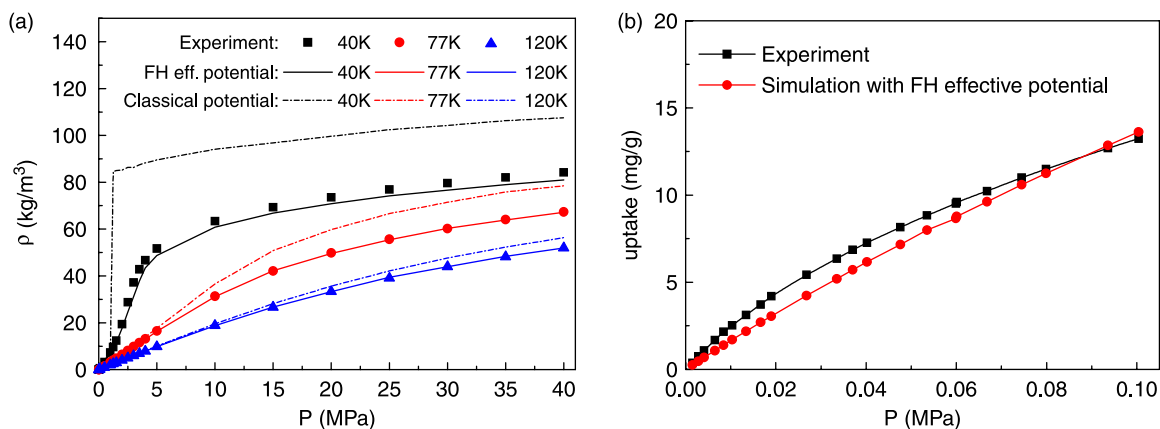 (a)
140
120
100
80
60
40
20
0
ρ (kg/m³)
Experiment: 40K 77K 120K
FH eff. potential: 40K 77K 120K
Classical potential: 40K 77K 120K
0 5 10 15 20 25 30 35 40
P (MPa)
(b)
20
15
10
5
0
uptake (mg/g)
Experiment
Simulation with FH effective potential
0.00 0.02 0.04 0.06 0.08 0.10
P (MPa)